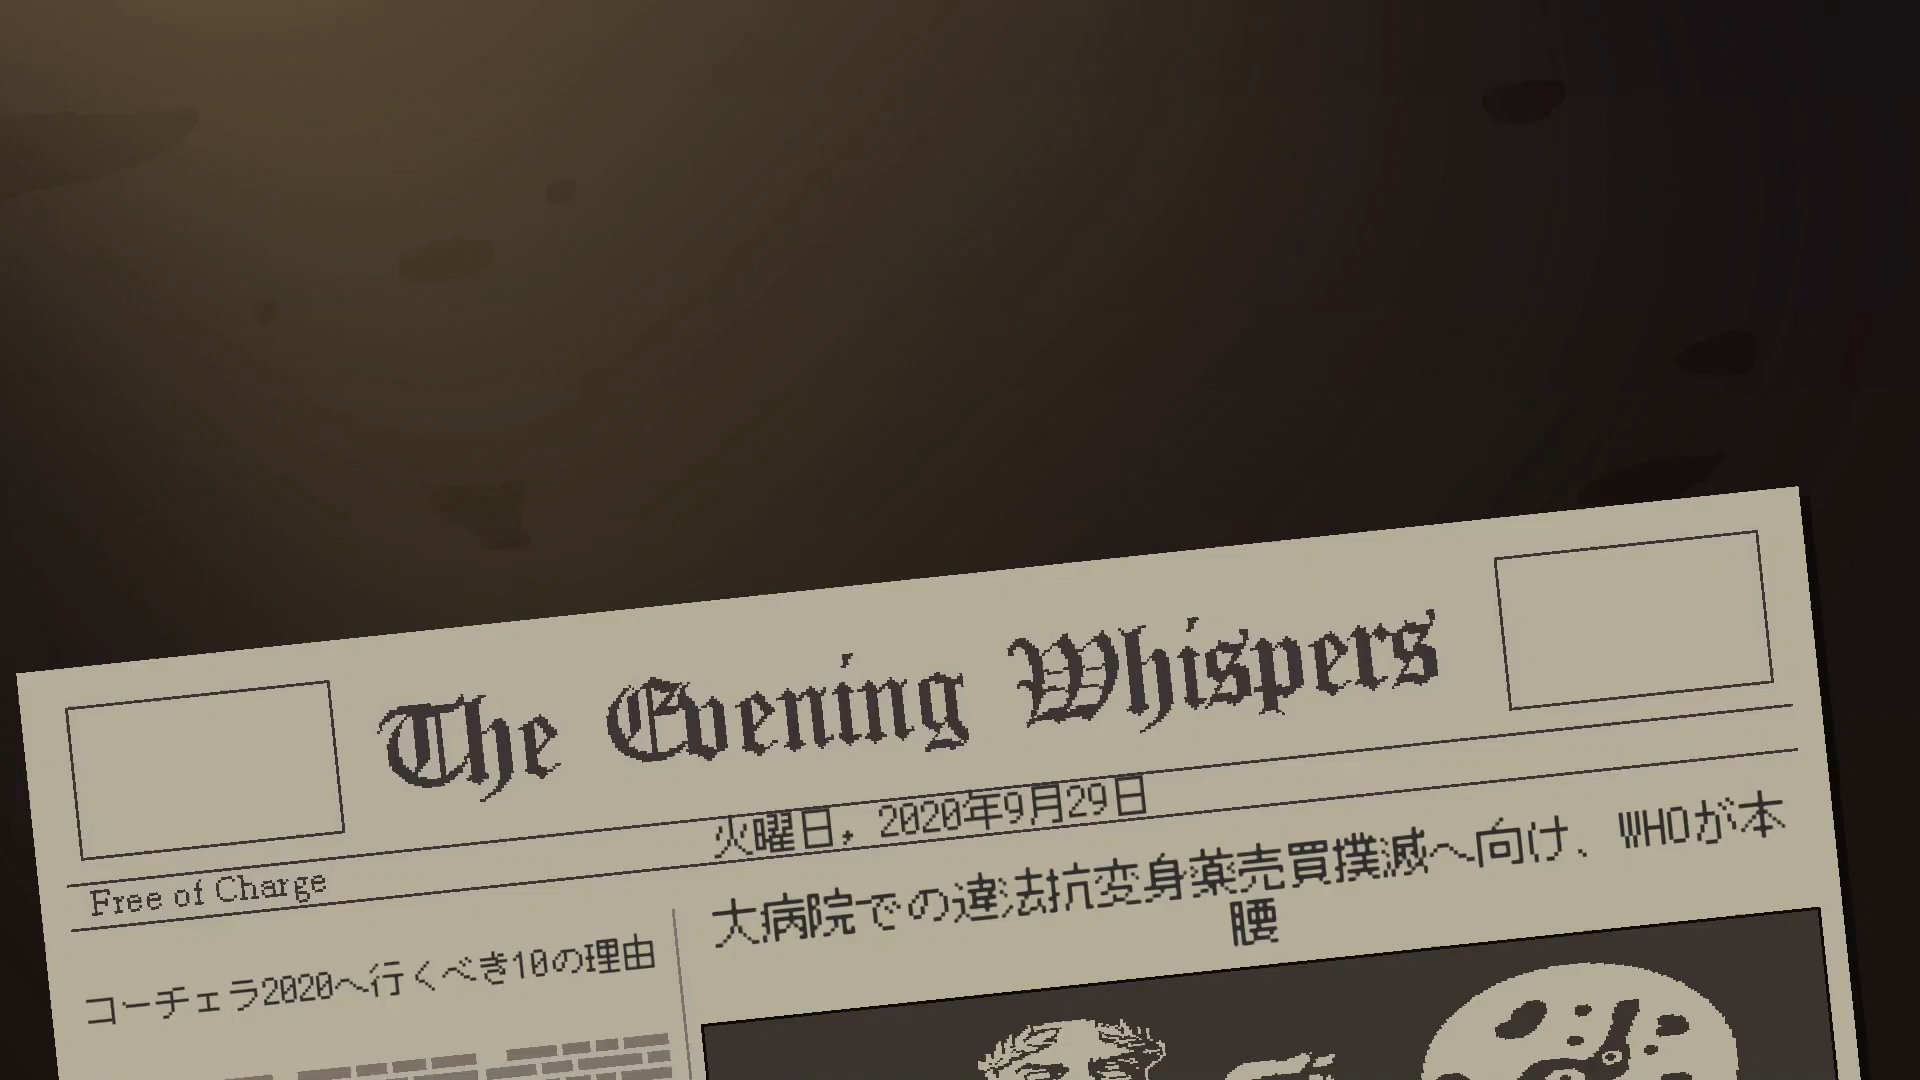 The Evening Whispers
火曜日, 2020年9月29日
Free of Charge
大病院での違法抗変身薬売買撲滅へ向け、WHOが本
腰
コーチェラ2020へ行くべき10の理由